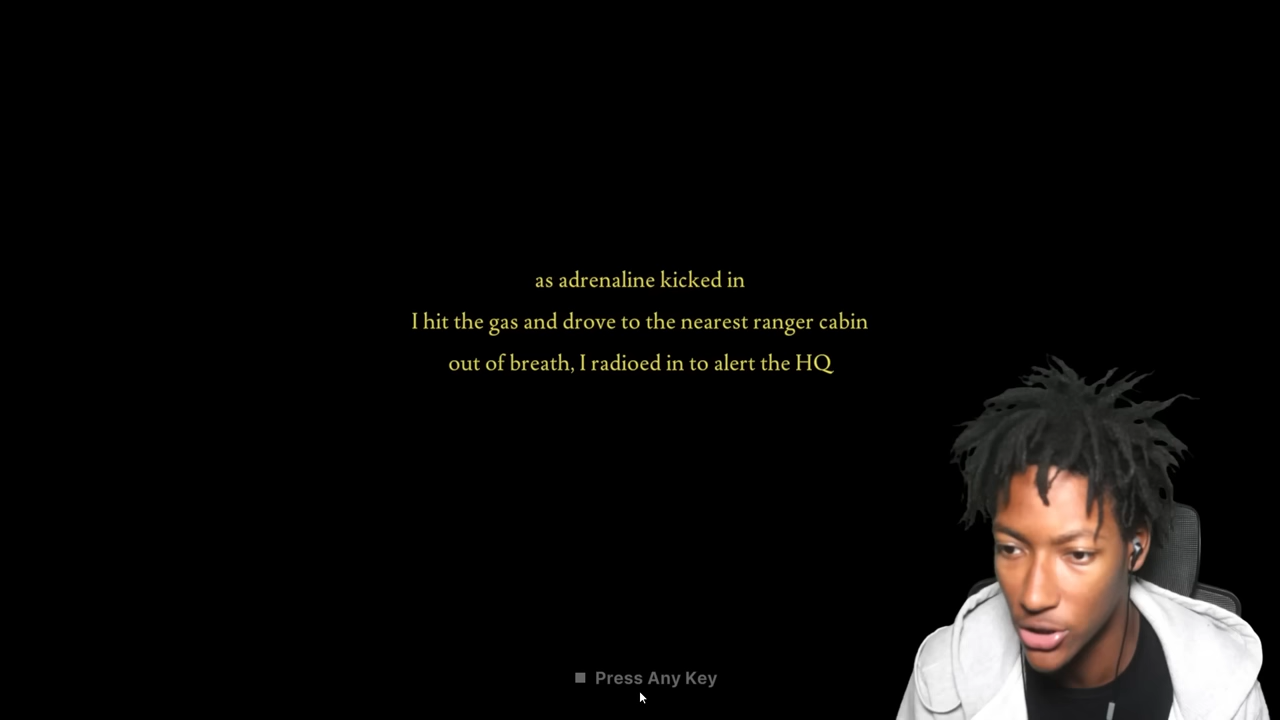 as adrenaline kicked in
I hit the gas and drove to the nearest ranger cabin
out of breath, I radioed in to alert the HQ
Press Any Key